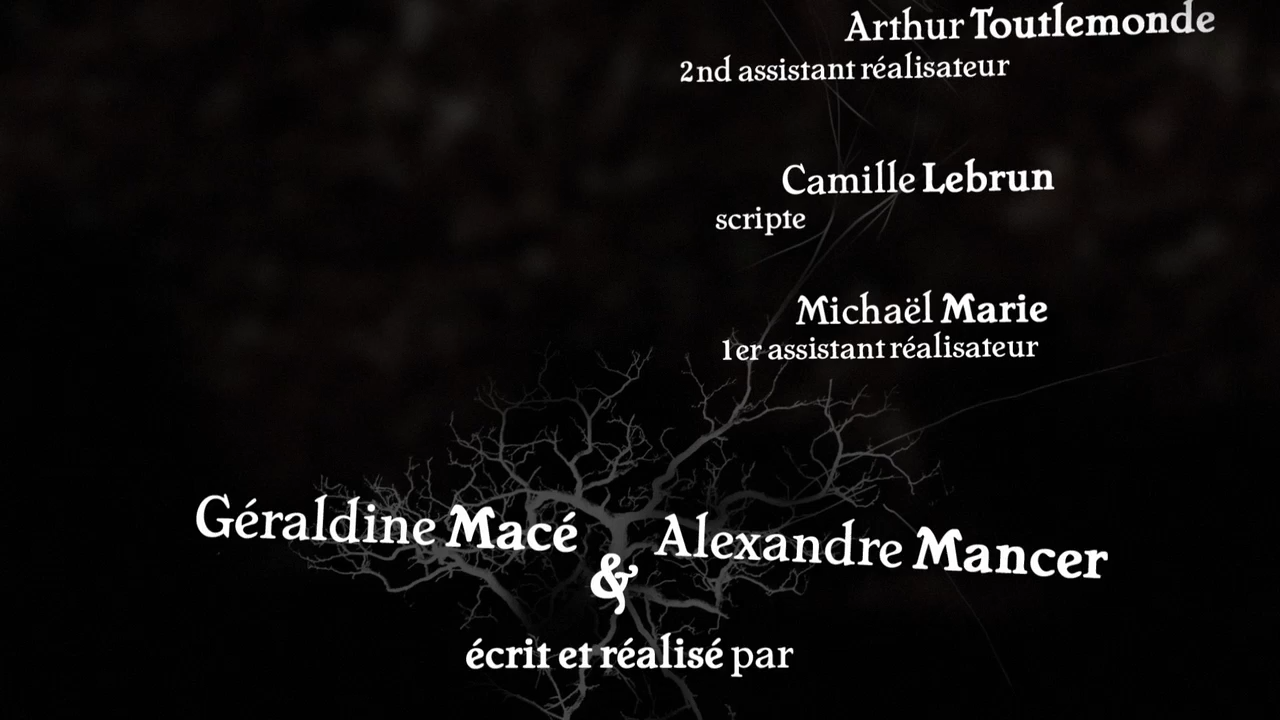 Arthur Toutlemonde
2nd assistant réalisateur
Camille Lebrun
scripte
Michaël Marie
1er assistant réalisateur
Géraldine Macé
&
Alexandre Mancer
écrit et réalisé par